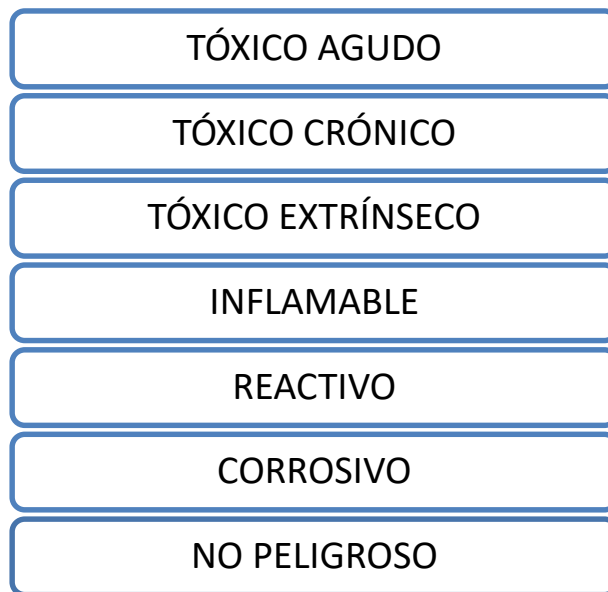 TÓXICO AGUDO
TÓXICO CRÓNICO
TÓXICO EXTRÍNSECO
INFLAMABLE
REACTIVO
CORROSIVO
NO PELIGROSO